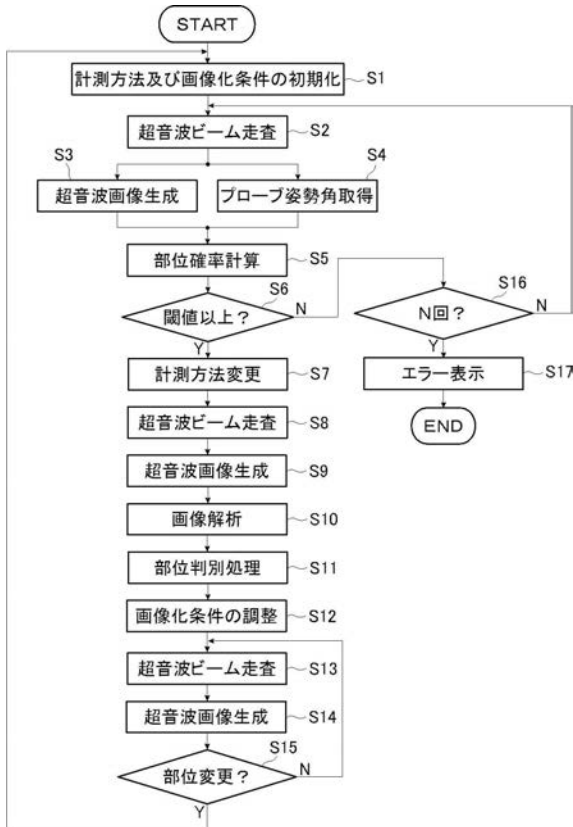 START
計測方法及び画像化条件の初期化
S1
超音波ビーム走査
S2
S3
S4
超音波画像生成
プローブ姿勢角取得
部位確率計算
S5
S6
S16
閾値以上？
N
N回？
N
Y
Y
計測方法変更
S7
エラー表示
S17
超音波ビーム走査
S8
END
超音波画像生成
S9
画像解析
S10
部位判別処理
S11
画像化条件の調整
S12
超音波ビーム走査
S13
超音波画像生成
S14
S15
部位変更？
N
Y